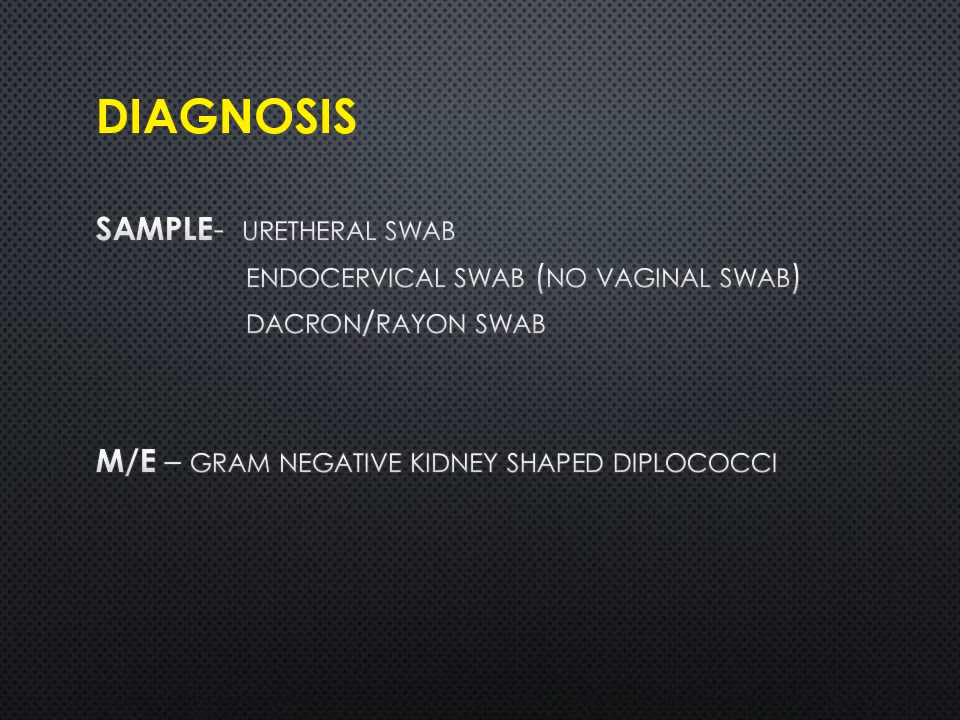 DIAGNOSIS
SAMPLE- URETHERAL SWAB
ENDOCERVICAL SWAB (NO VAGINAL SWAB)
DACRON/RAYON SWAB
M/E – GRAM NEGATIVE KIDNEY SHAPED DIPLOCOCCI